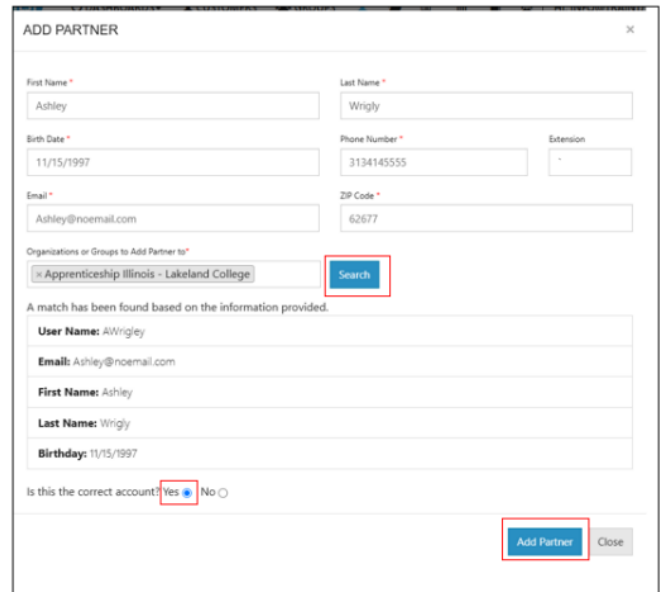 ADD PARTNER ×
First Name * Last Name *
Ashley Wrigly
Birth Date * Phone Number * Extension
11/15/1997 3134145555
Email * ZIP Code *
Ashley@noemail.com 62677
Organizations or Groups to Add Partner to*
× Apprenticeship Illinois - Lakeland College Search
A match has been found based on the information provided.
User Name: AWrigley
Email: Ashley@noemail.com
First Name: Ashley
Last Name: Wrigly
Birthday: 11/15/1997
Is this the correct account? Yes No
Add Partner Close